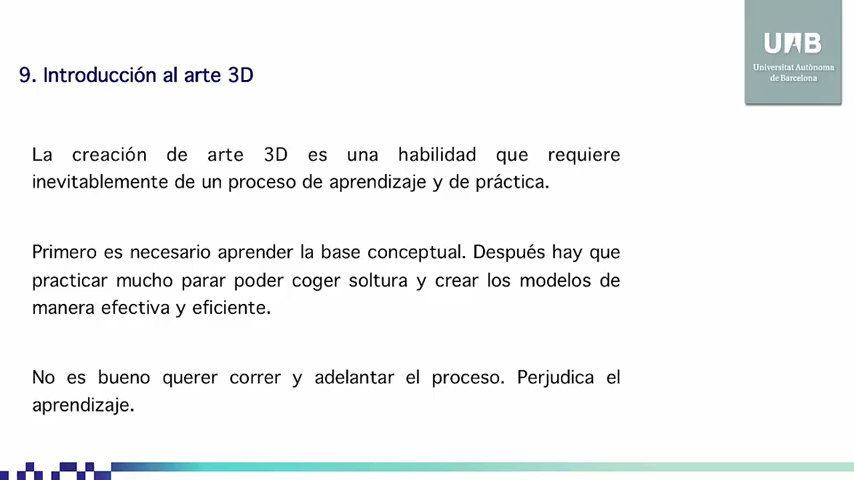 UAB
Universitat Autònoma
de Barcelona
9. Introducción al arte 3D
La creación de arte 3D es una habilidad que requiere
inevitablemente de un proceso de aprendizaje y de práctica.
Primero es necesario aprender la base conceptual. Después hay que
practicar mucho parar poder coger soltura y crear los modelos de
manera efectiva y eficiente.
No es bueno querer correr y adelantar el proceso. Perjudica el
aprendizaje.